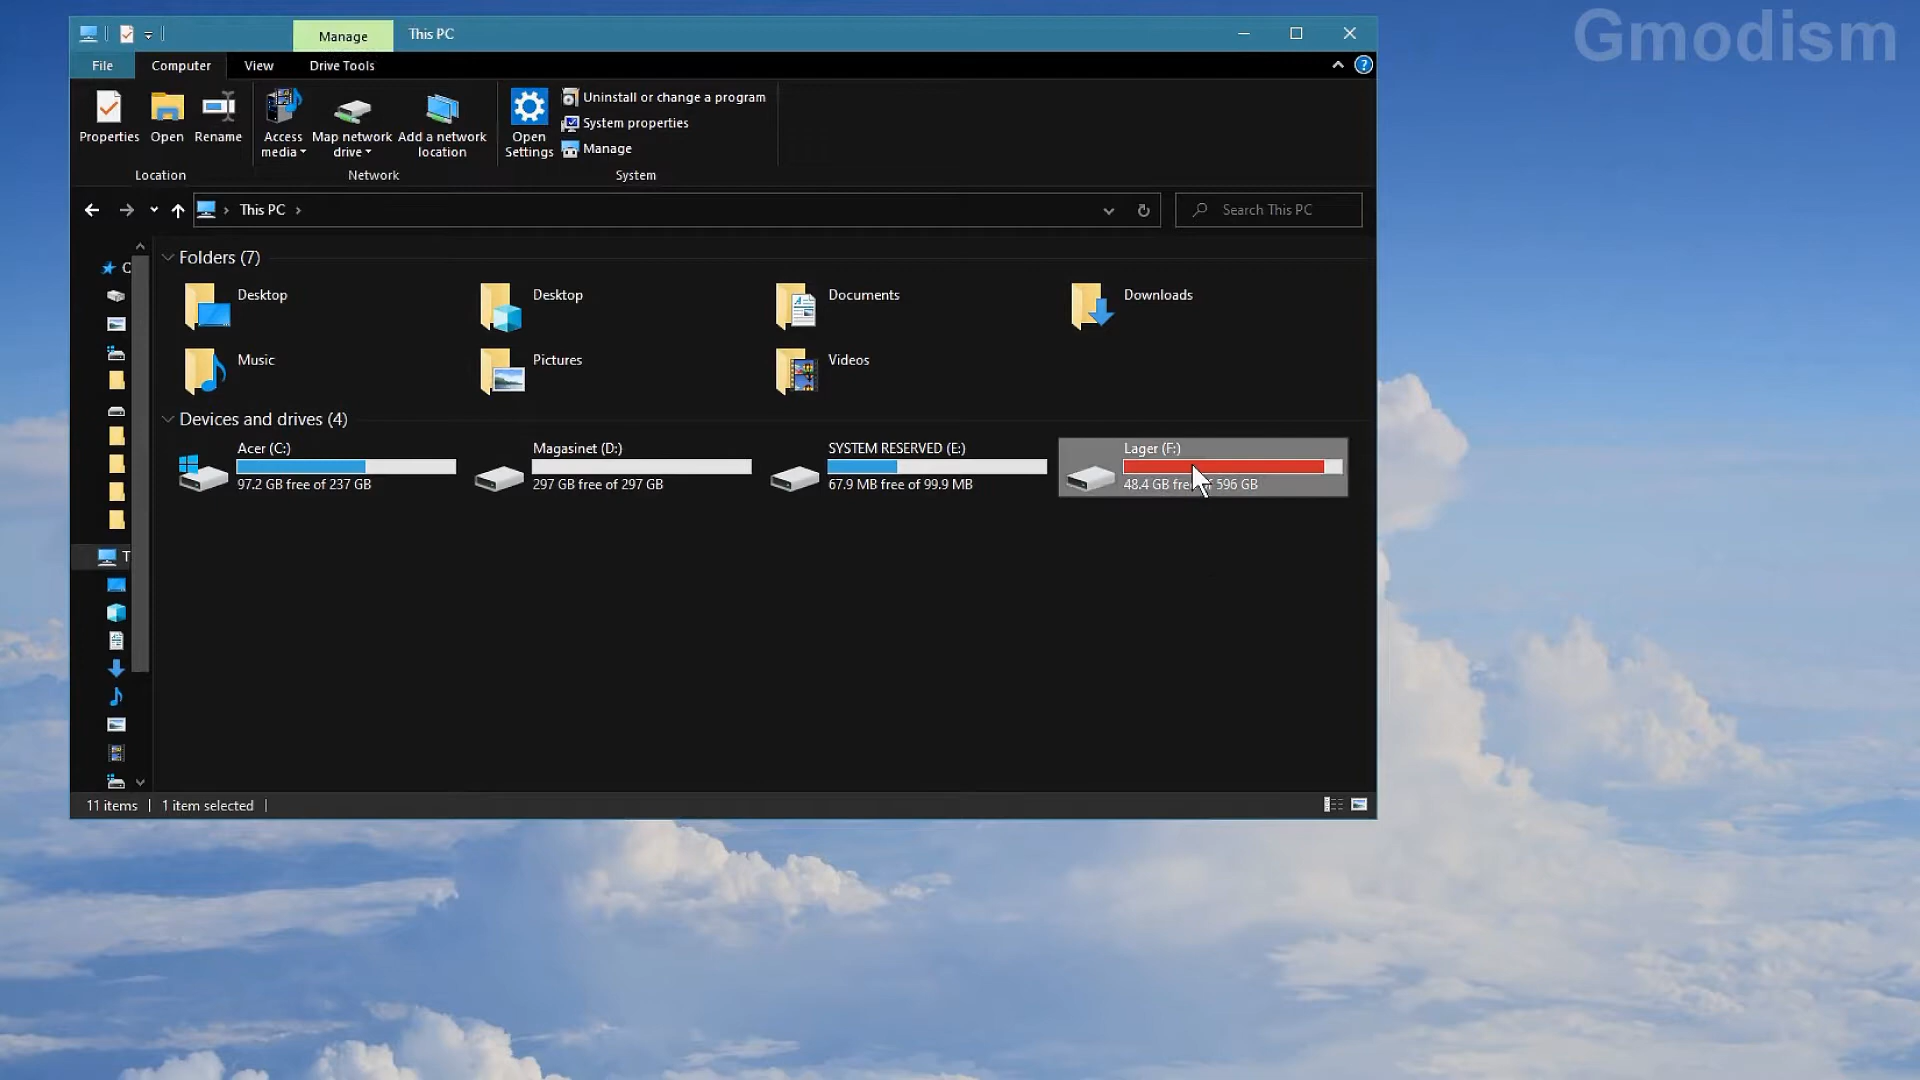 Gmodism
Manage This PC
File Computer View Drive Tools
Properties Open Rename Access media Map network drive Add a network location Open Settings
Uninstall or change a program
System properties
Manage
Location Network System
This PC
Search This PC
Folders (7)
Desktop Desktop Documents Downloads
Music Pictures Videos
Devices and drives (4)
Acer (C:) Magasinet (D:) SYSTEM RESERVED (E:) Lager (F:)
97.2 GB free of 237 GB 297 GB free of 297 GB 67.9 MB free of 99.9 MB 48.4 GB free of 596 GB
11 items 1 item selected